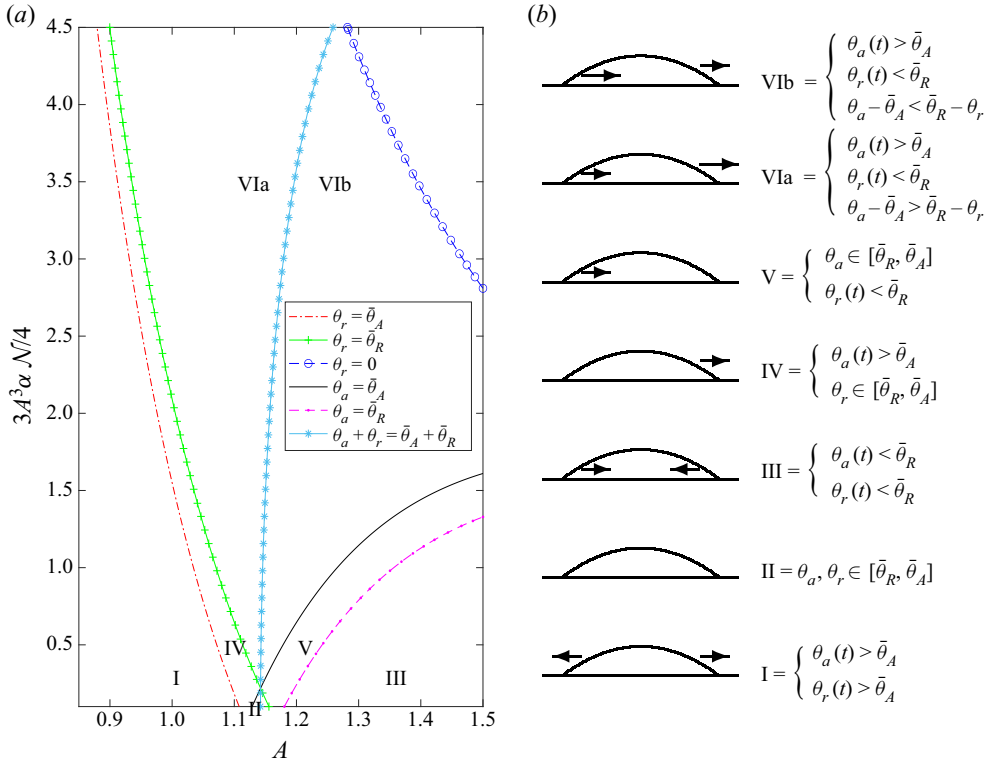 (a)
4.5
4.0
3.5
3.0
2.5
2.0
1.5
1.0
0.5
3A³α 𝒩/4
0.9 1.0 1.1 1.2 1.3 1.4 1.5
A
VIa
VIb
θr = θ̄A
θr = θ̄R
θr = 0
θa = θ̄A
θa = θ̄R
θa + θr = θ̄A + θ̄R
IV
V
I
II
III
(b)
VIb = { θa(t) > θ̄A
θr(t) < θ̄R
θa – θ̄A < θ̄R – θr
VIa = { θa(t) > θ̄A
θr(t) < θ̄R
θa – θ̄A > θ̄R – θr
V = { θa ∈ [θ̄R, θ̄A]
θr(t) < θ̄R
IV = { θa(t) > θ̄A
θr ∈ [θ̄R, θ̄A]
III = { θa(t) < θ̄R
θr(t) < θ̄R
II = θa, θr ∈ [θ̄R, θ̄A]
I = { θa(t) > θ̄A
θr(t) > θ̄A